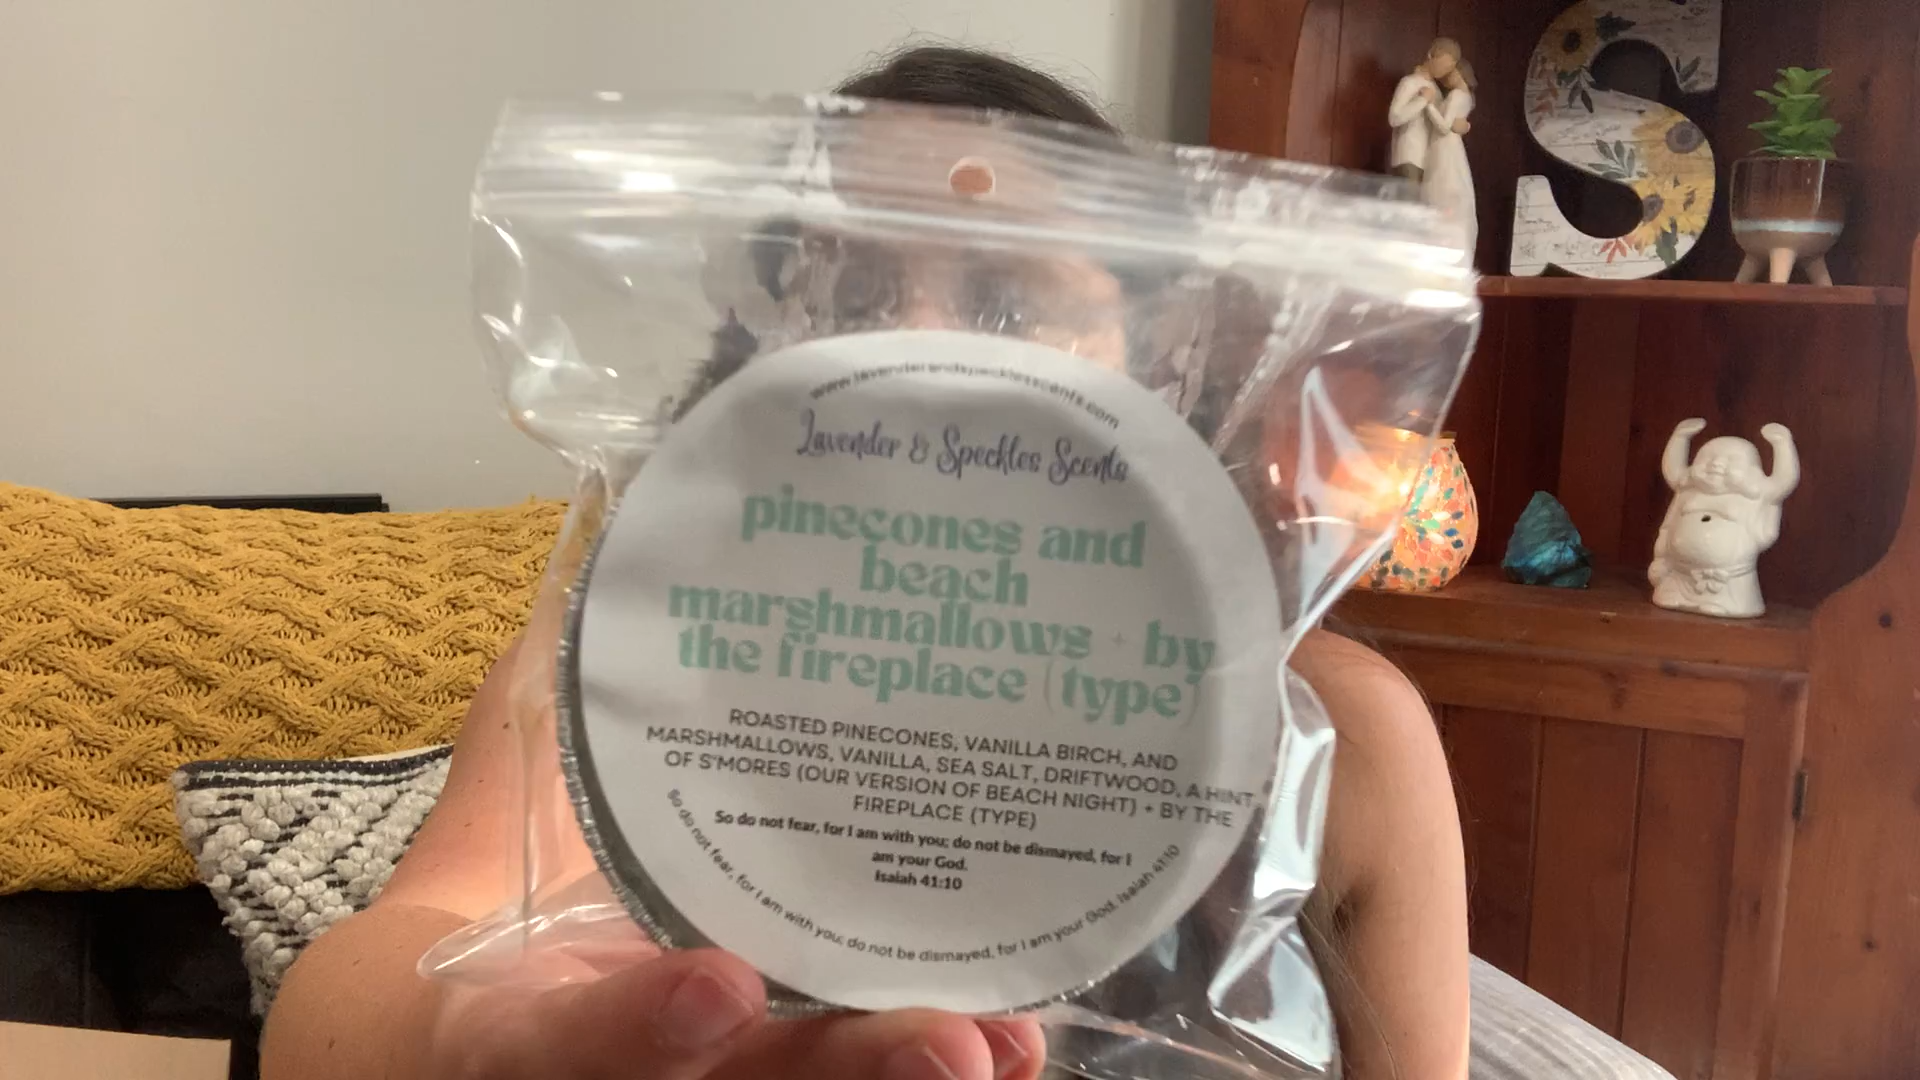 www.lavenderandspecklesscents.com
Lavender & Speckles Scents
pinecones and
beach
marshmallows + by
the fireplace (type)
ROASTED PINECONES, VANILLA BIRCH, AND
MARSHMALLOWS, VANILLA, SEA SALT, DRIFTWOOD, A HINT
OF S'MORES (OUR VERSION OF BEACH NIGHT) + BY THE
FIREPLACE (TYPE)
So do not fear, for I am with you; do not be dismayed, for I
am your God.
Isaiah 41:10
So do not fear, for I am with you; do not be dismayed, for I am your God. Isaiah 41:10
S